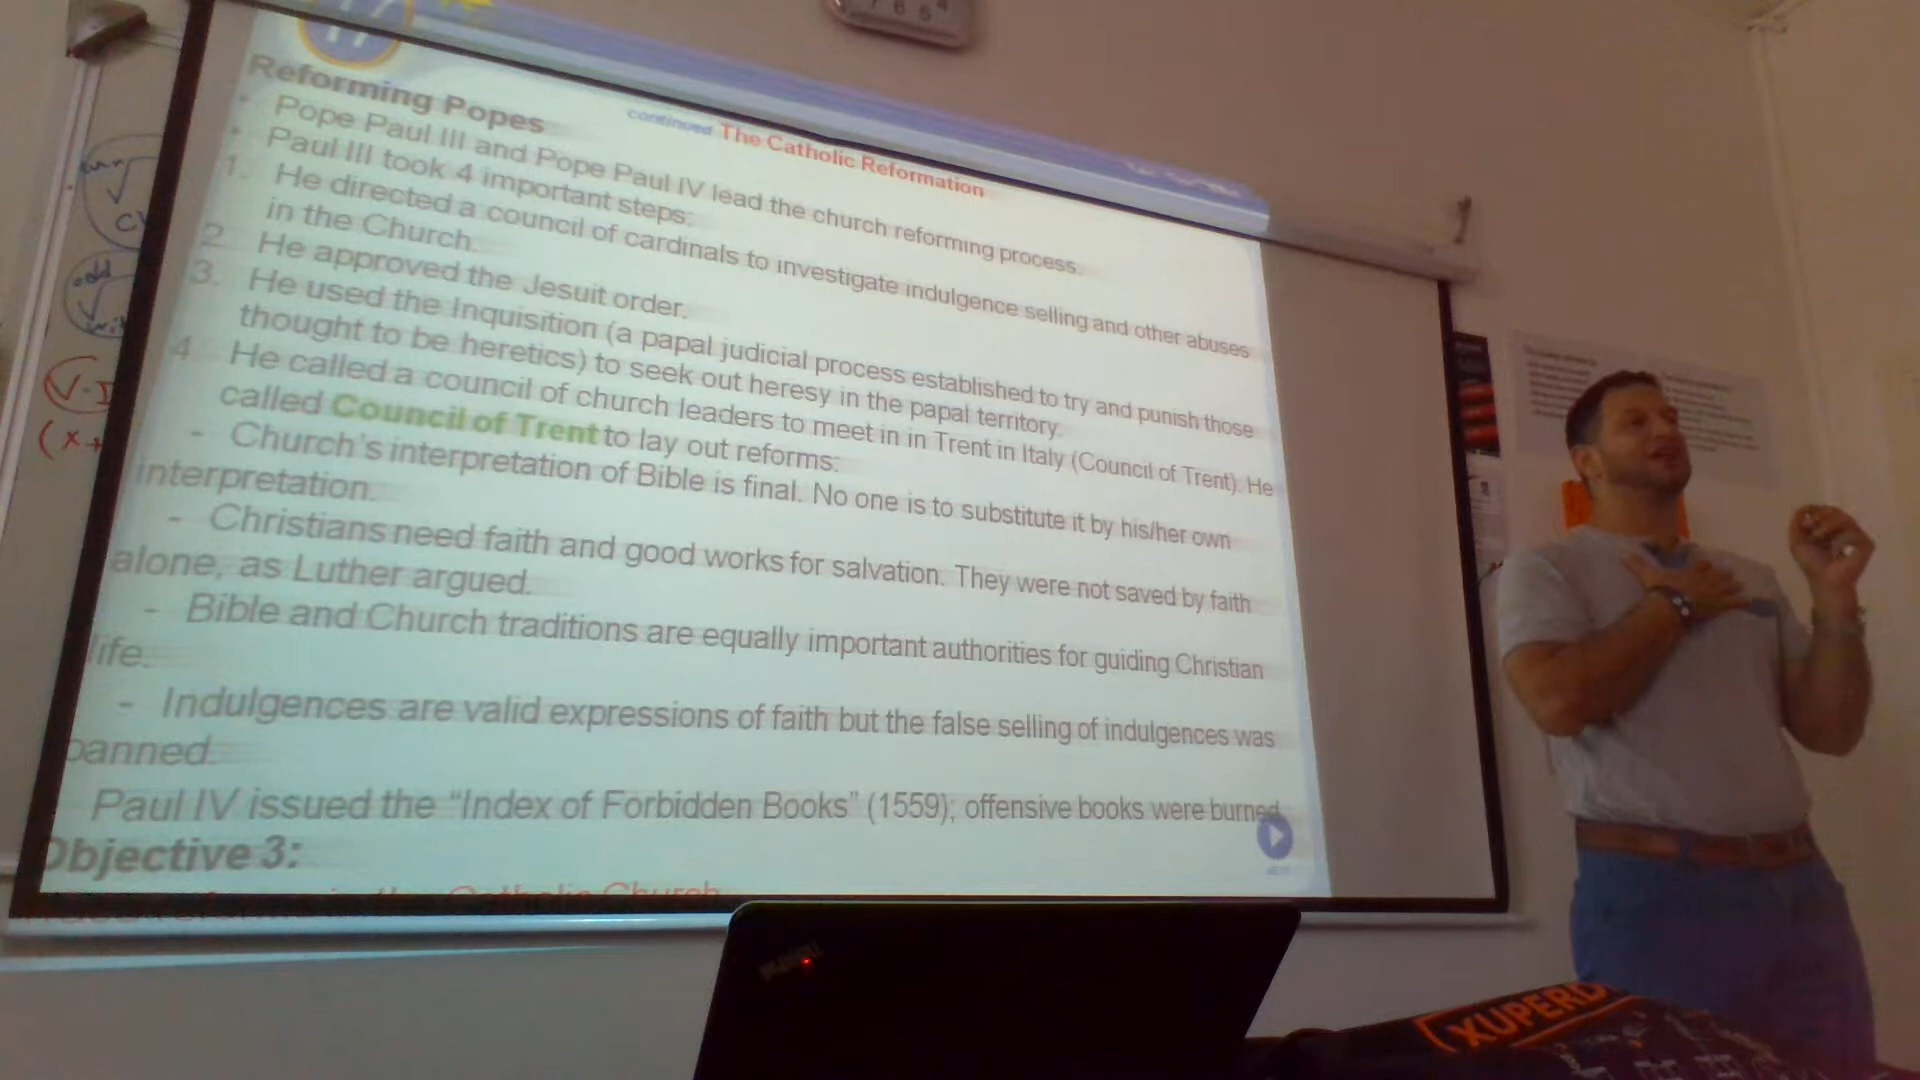 17
Reforming Popes
continued The Catholic Reformation
Pope Paul III and Pope Paul IV lead the church reforming process.
Paul III took 4 important steps:
1. He directed a council of cardinals to investigate indulgence selling and other abuses
in the Church.
2. He approved the Jesuit order.
3. He used the Inquisition (a papal judicial process established to try and punish those
thought to be heretics) to seek out heresy in the papal territory.
4. He called a council of church leaders to meet in in Trent in Italy (Council of Trent). He
called Council of Trent to lay out reforms:
- Church's interpretation of Bible is final. No one is to substitute it by his/her own
interpretation.
- Christians need faith and good works for salvation. They were not saved by faith
alone, as Luther argued.
- Bible and Church traditions are equally important authorities for guiding Christian
life.
- Indulgences are valid expressions of faith but the false selling of indulgences was
banned.
Paul IV issued the "Index of Forbidden Books" (1559); offensive books were burned
Objective 3:
Catholic Church
odd
(x+
XUPERD